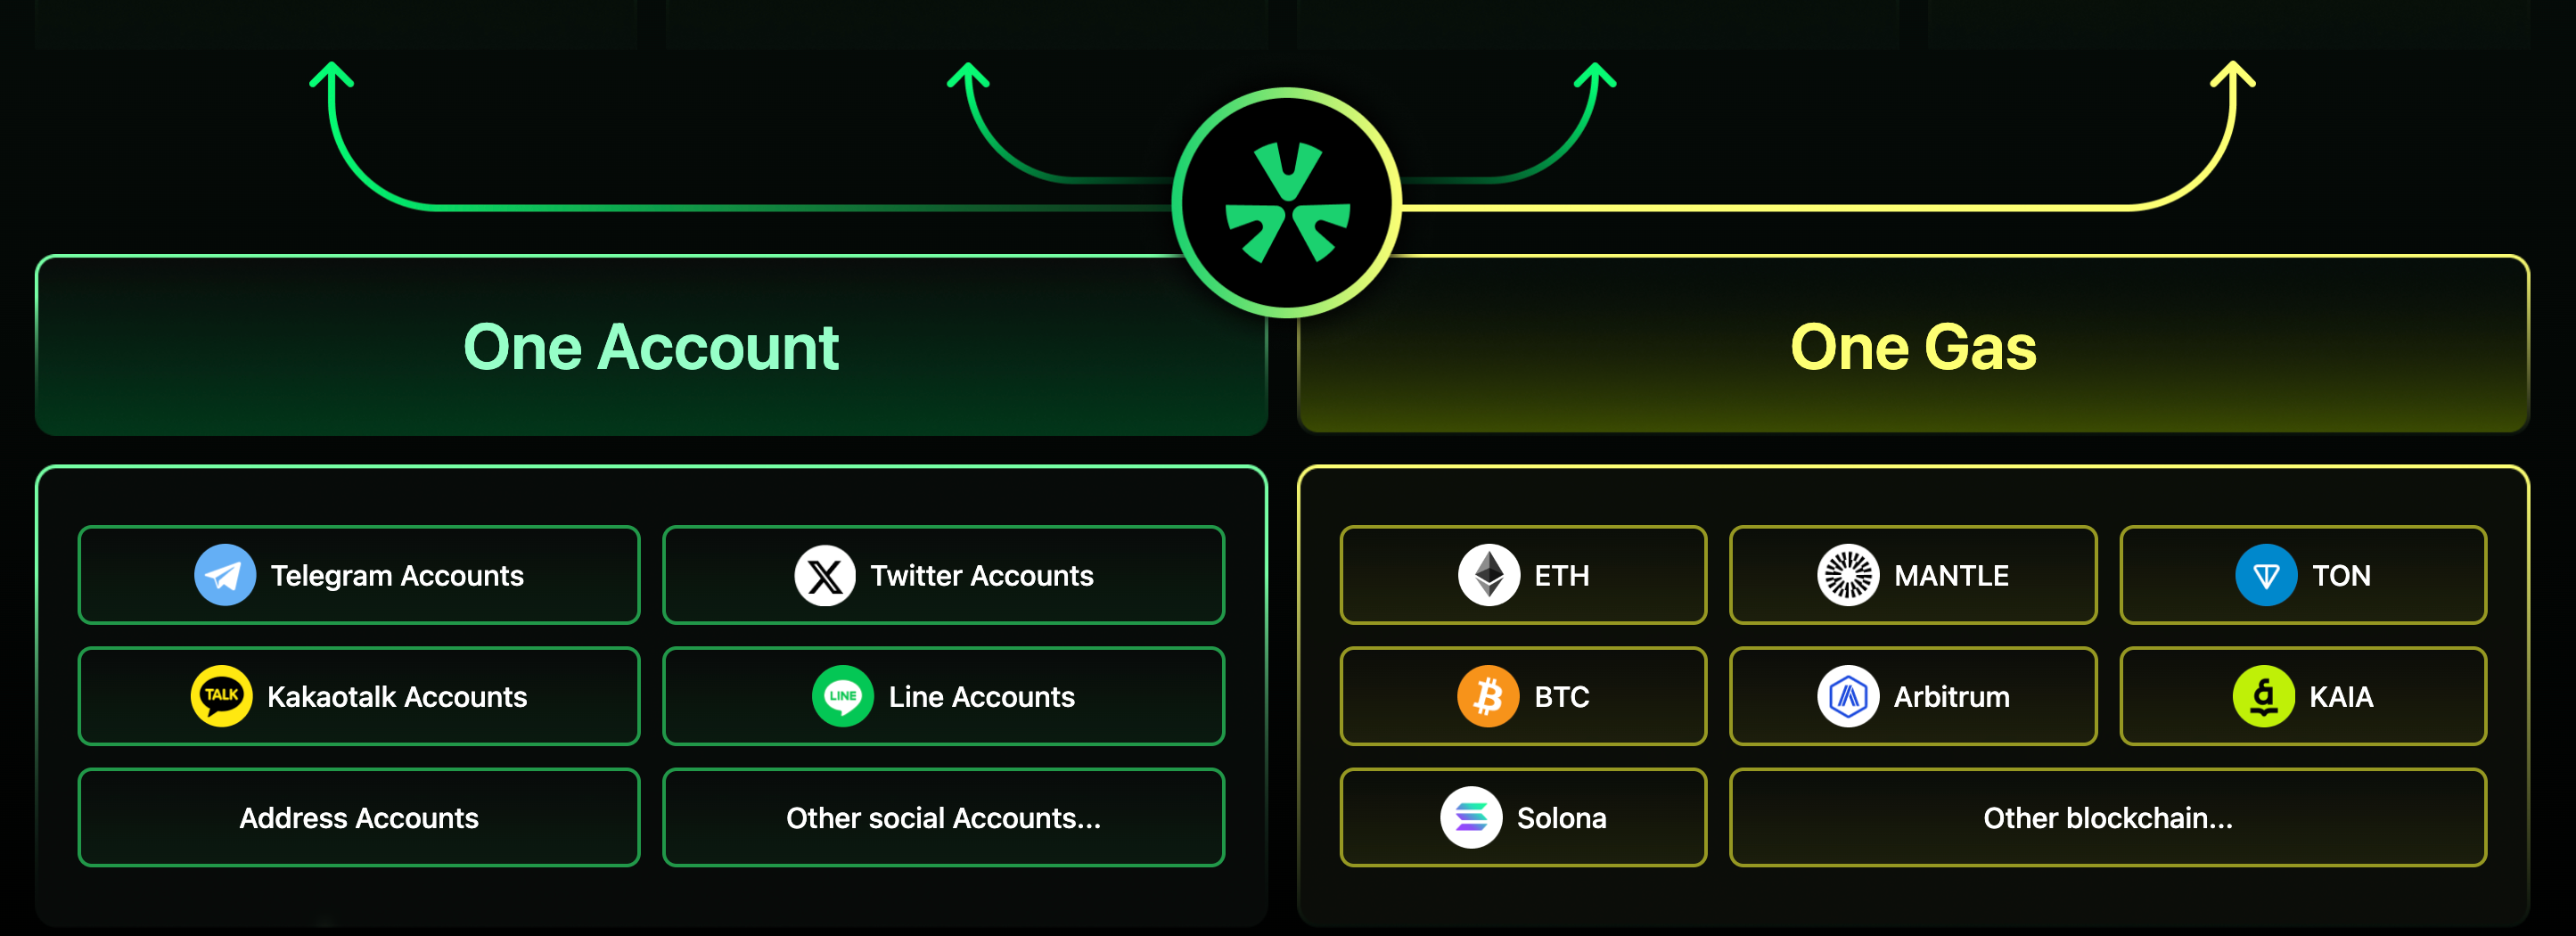 One Account
One Gas
Telegram Accounts
Twitter Accounts
TALK
Kakaotalk Accounts
LINE
Line Accounts
Address Accounts
Other social Accounts...
ETH
MANTLE
TON
BTC
Arbitrum
KAIA
Solona
Other blockchain...